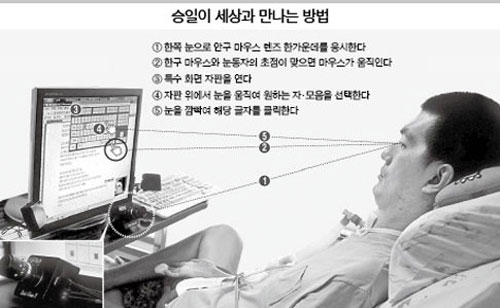 승일이 세상과 만나는 방법
① 한쪽 눈으로 안구 마우스 렌즈 한가운데를 응시한다
② 한구 마우스와 눈동자의 초점이 맞으면 마우스가 움직인다
③ 특수 화면 자판을 연다
④ 자판 위에서 눈을 움직여 원하는 자·모음을 선택한다
⑤ 눈을 깜빡여 해당 글자를 클릭한다
③
④
⑤
②
①